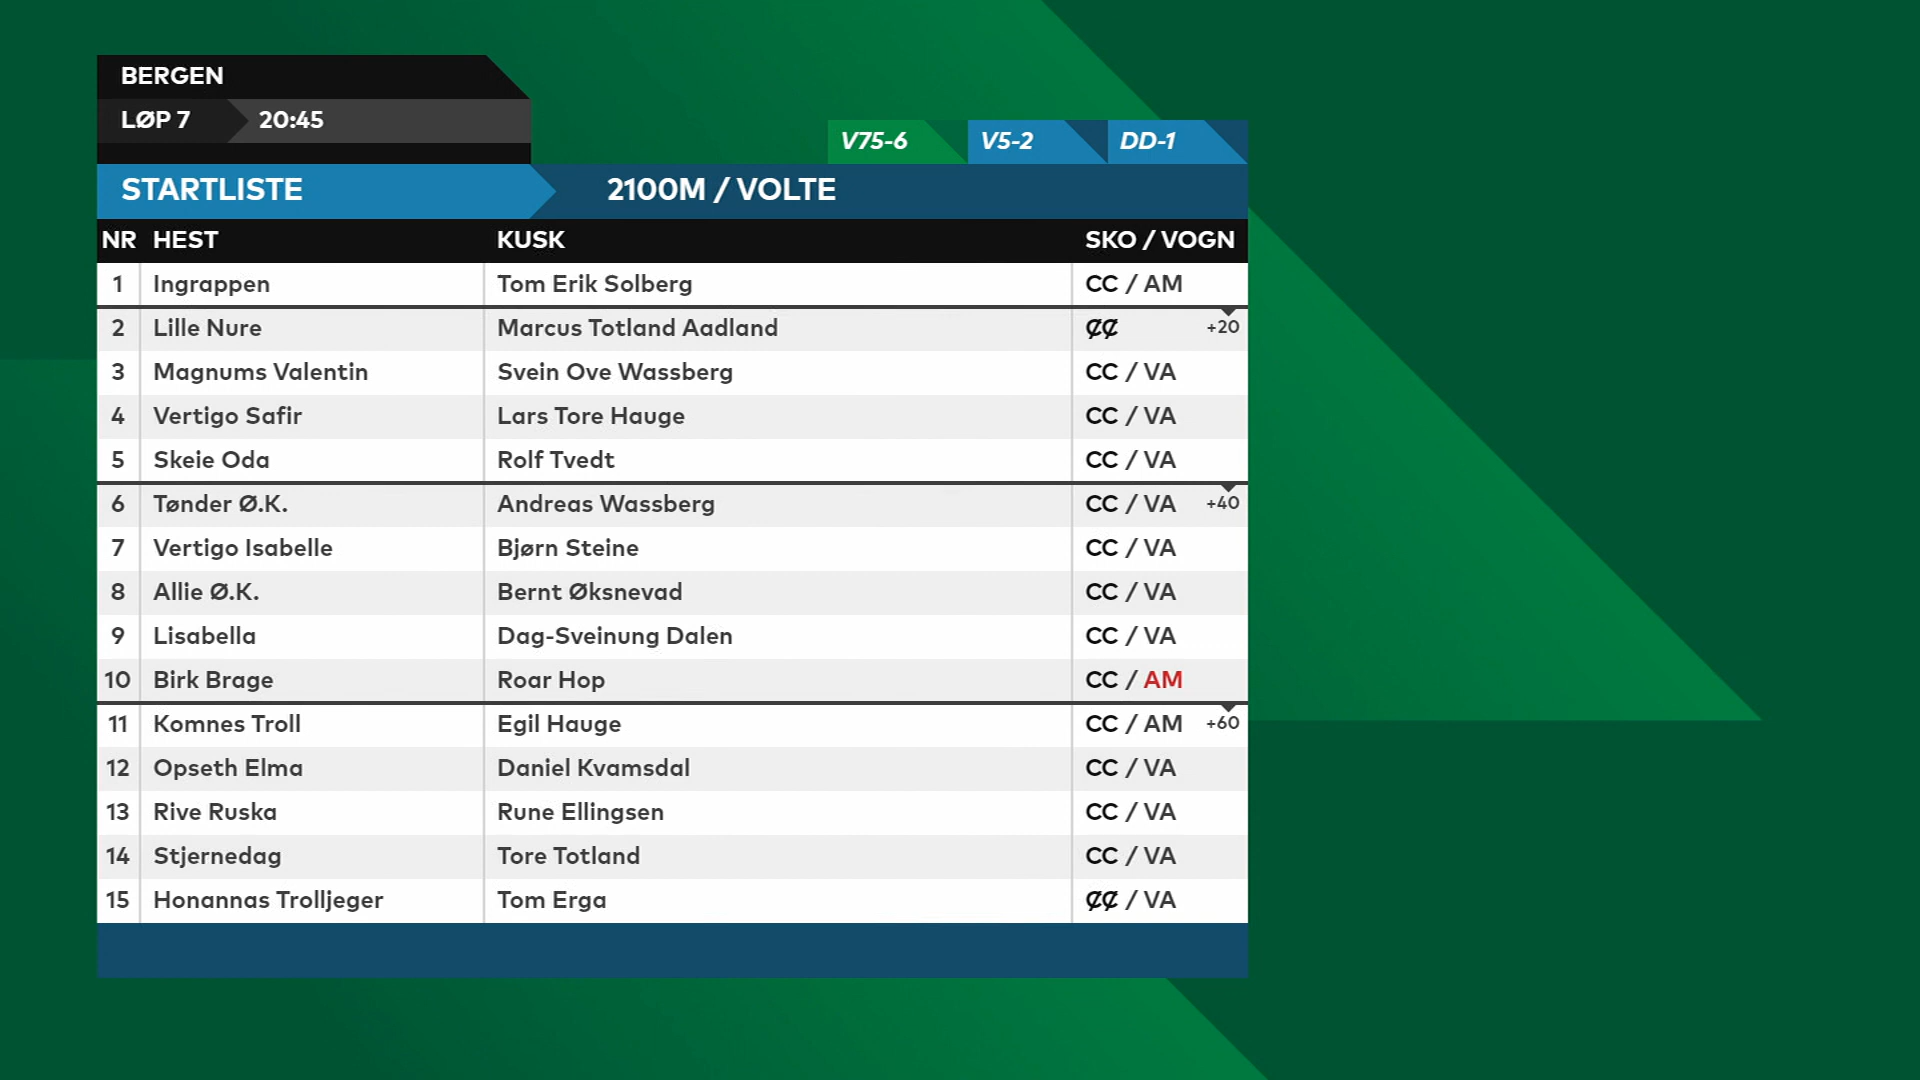 BERGEN
LØP 7 20:45
V75-6 V5-2 DD-1
STARTLISTE 2100M / VOLTE
NR HEST KUSK SKO / VOGN
1 Ingrappen Tom Erik Solberg CC / AM
2 Lille Nure Marcus Totland Aadland ȻȻ +20
3 Magnums Valentin Svein Ove Wassberg CC / VA
4 Vertigo Safir Lars Tore Hauge CC / VA
5 Skeie Oda Rolf Tvedt CC / VA
6 Tønder Ø.K. Andreas Wassberg CC / VA +40
7 Vertigo Isabelle Bjørn Steine CC / VA
8 Allie Ø.K. Bernt Øksnevad CC / VA
9 Lisabella Dag-Sveinung Dalen CC / VA
10 Birk Brage Roar Hop CC / AM
11 Komnes Troll Egil Hauge CC / AM +60
12 Opseth Elma Daniel Kvamsdal CC / VA
13 Rive Ruska Rune Ellingsen CC / VA
14 Stjernedag Tore Totland CC / VA
15 Honannas Trolljeger Tom Erga ȻȻ / VA